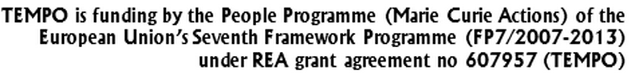 TEMPO is funding by the People Programme (Marie Curie Actions) of the
European Union's Seventh Framework Programme (FP7/2007-2013)
under REA grant agreement no 607957 (TEMPO)